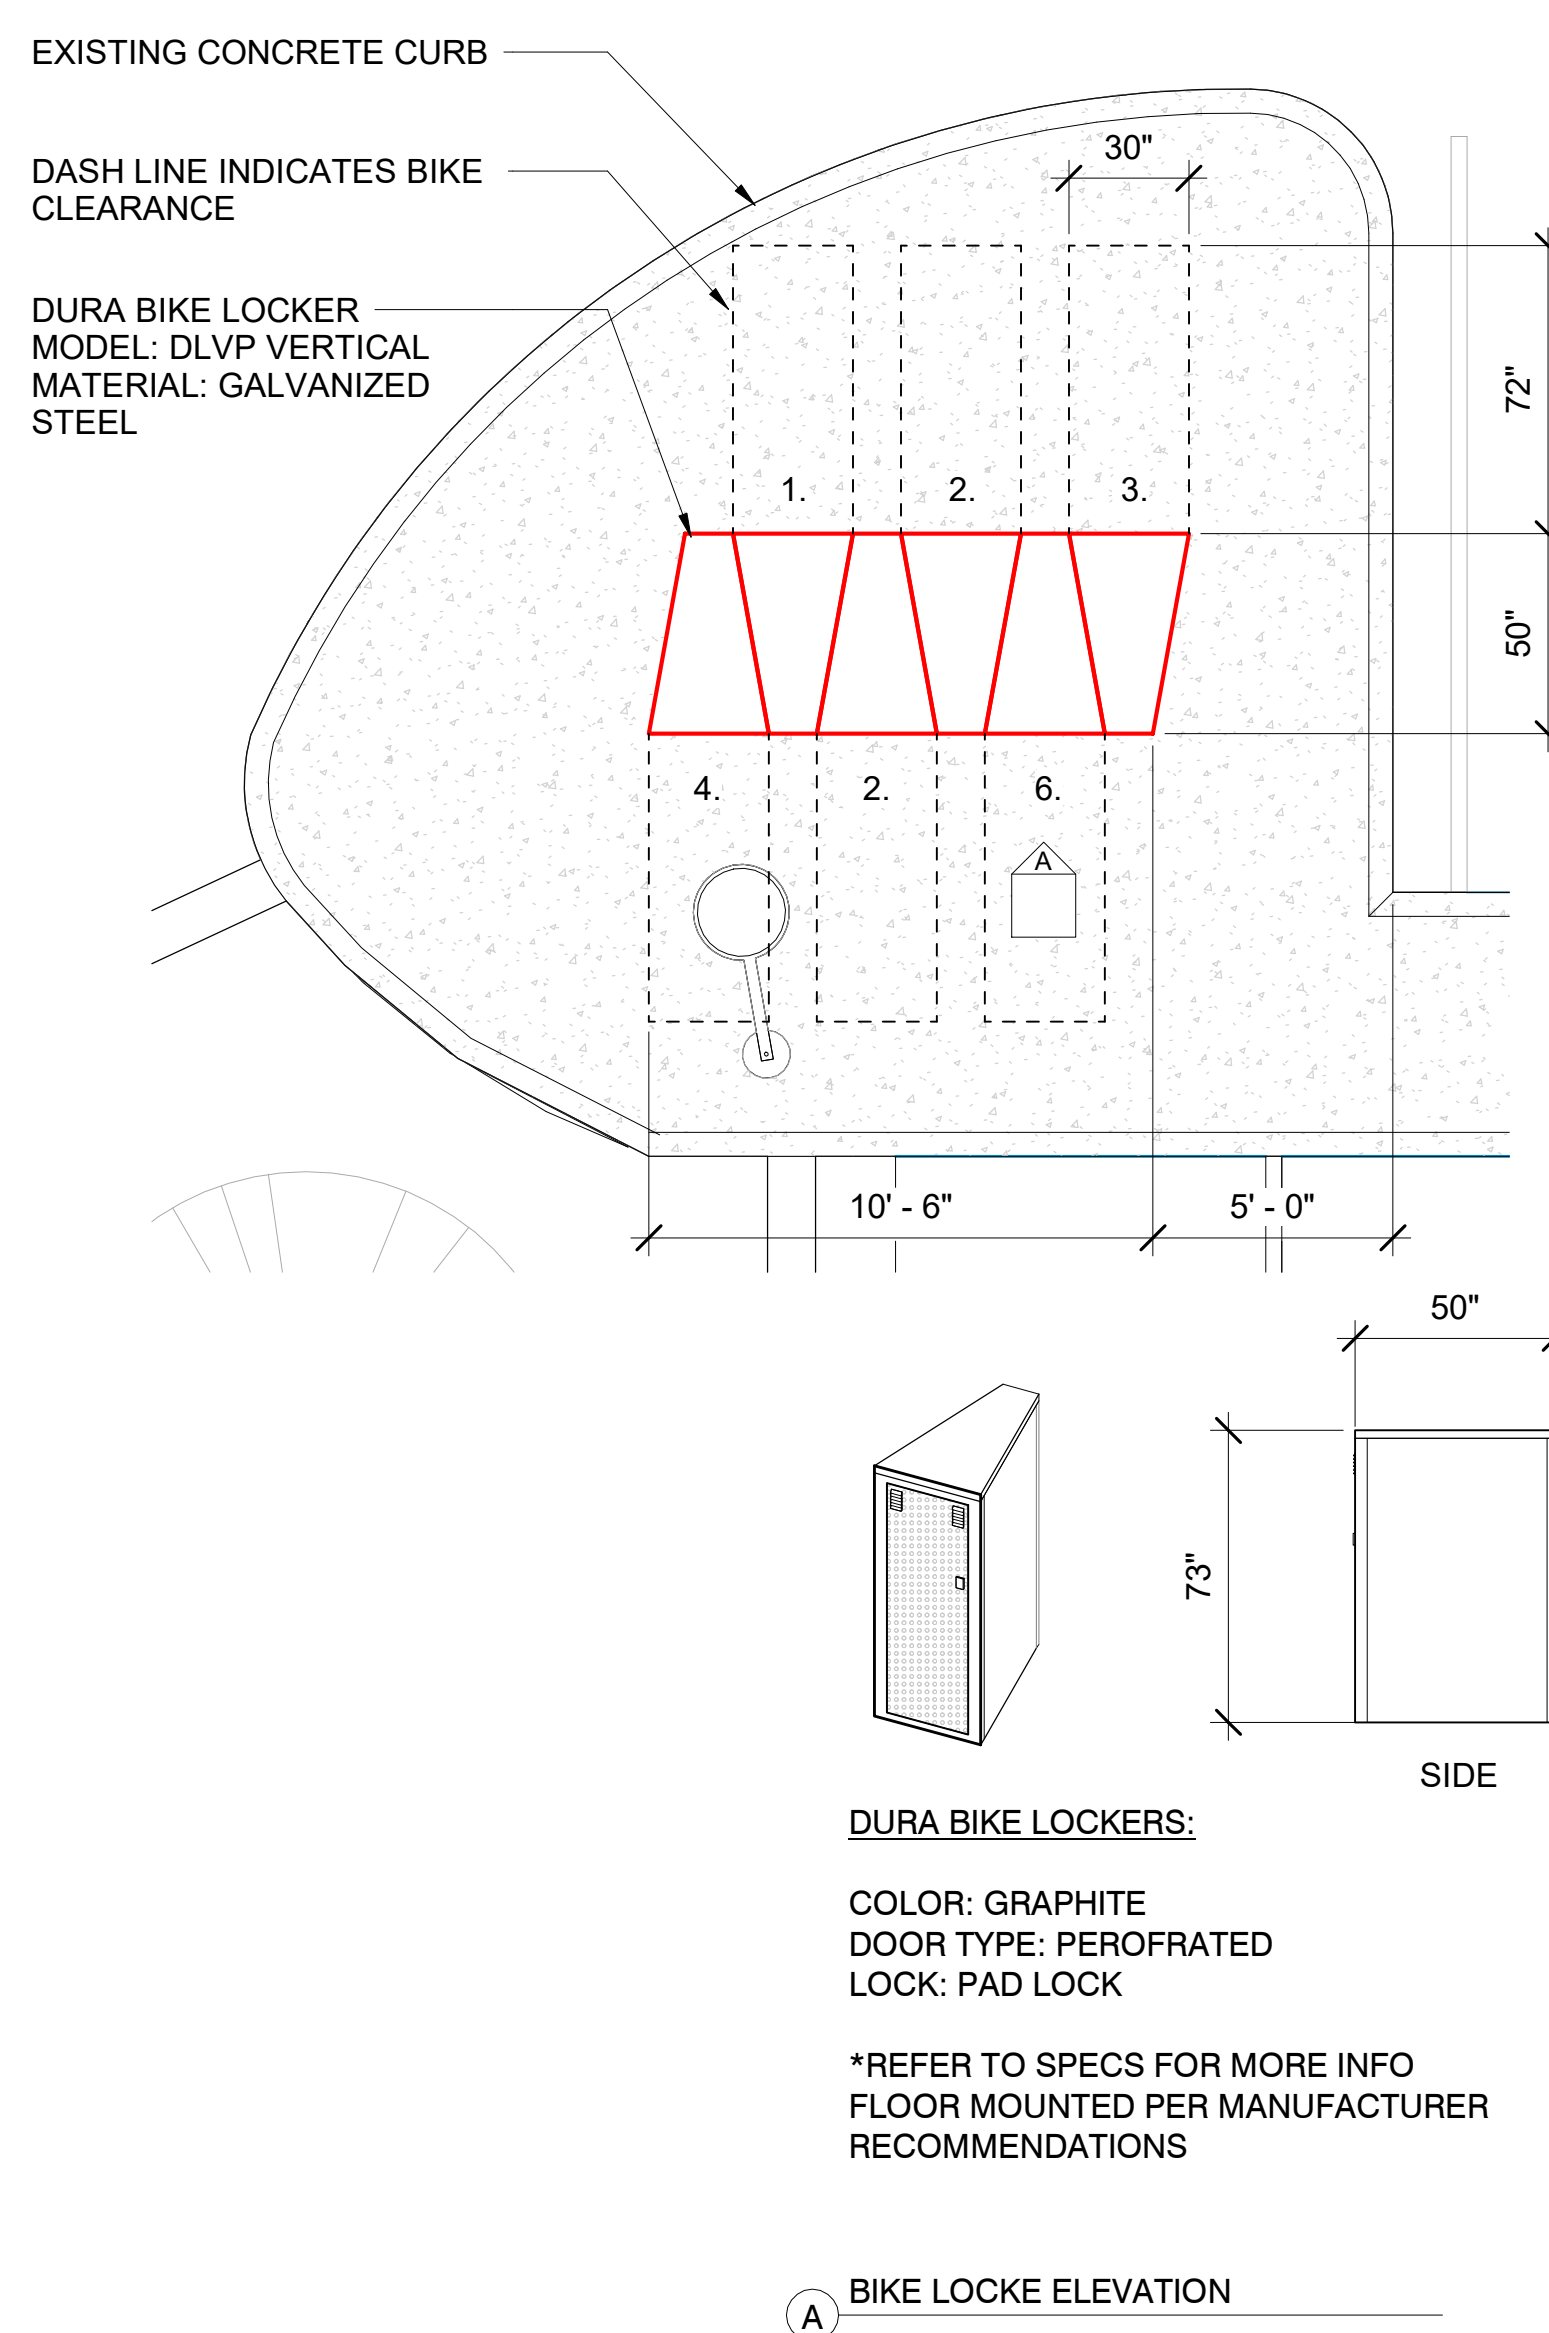 EXISTING CONCRETE CURB
DASH LINE INDICATES BIKE
CLEARANCE
DURA BIKE LOCKER
MODEL: DLVP VERTICAL
MATERIAL: GALVANIZED
STEEL
30"
72"
1.
2.
3.
50"
4.
2.
6.
A
10' - 6"
5' - 0"
50"
73"
SIDE
DURA BIKE LOCKERS:
COLOR: GRAPHITE
DOOR TYPE: PEROFRATED
LOCK: PAD LOCK
*REFER TO SPECS FOR MORE INFO
FLOOR MOUNTED PER MANUFACTURER
RECOMMENDATIONS
BIKE LOCKE ELEVATION
A